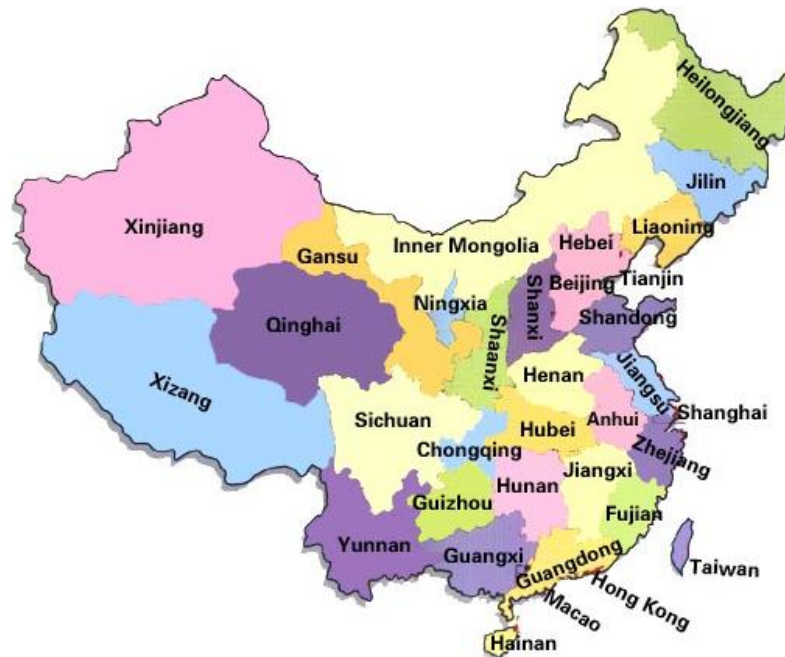 Heilongjiang
Jilin
Xinjiang
Liaoning
Inner Mongolia
Hebei
Gansu
Beijing
Tianjin
Ningxia
Shanxi
Shandong
Qinghai
Shaanxi
Xizang
Henan
Jiangsu
Shanghai
Sichuan
Anhui
Hubei
Chongqing
Zhejiang
Jiangxi
Hunan
Guizhou
Fujian
Yunnan
Guangxi
Guangdong
Taiwan
Hong Kong
Macao
Hainan